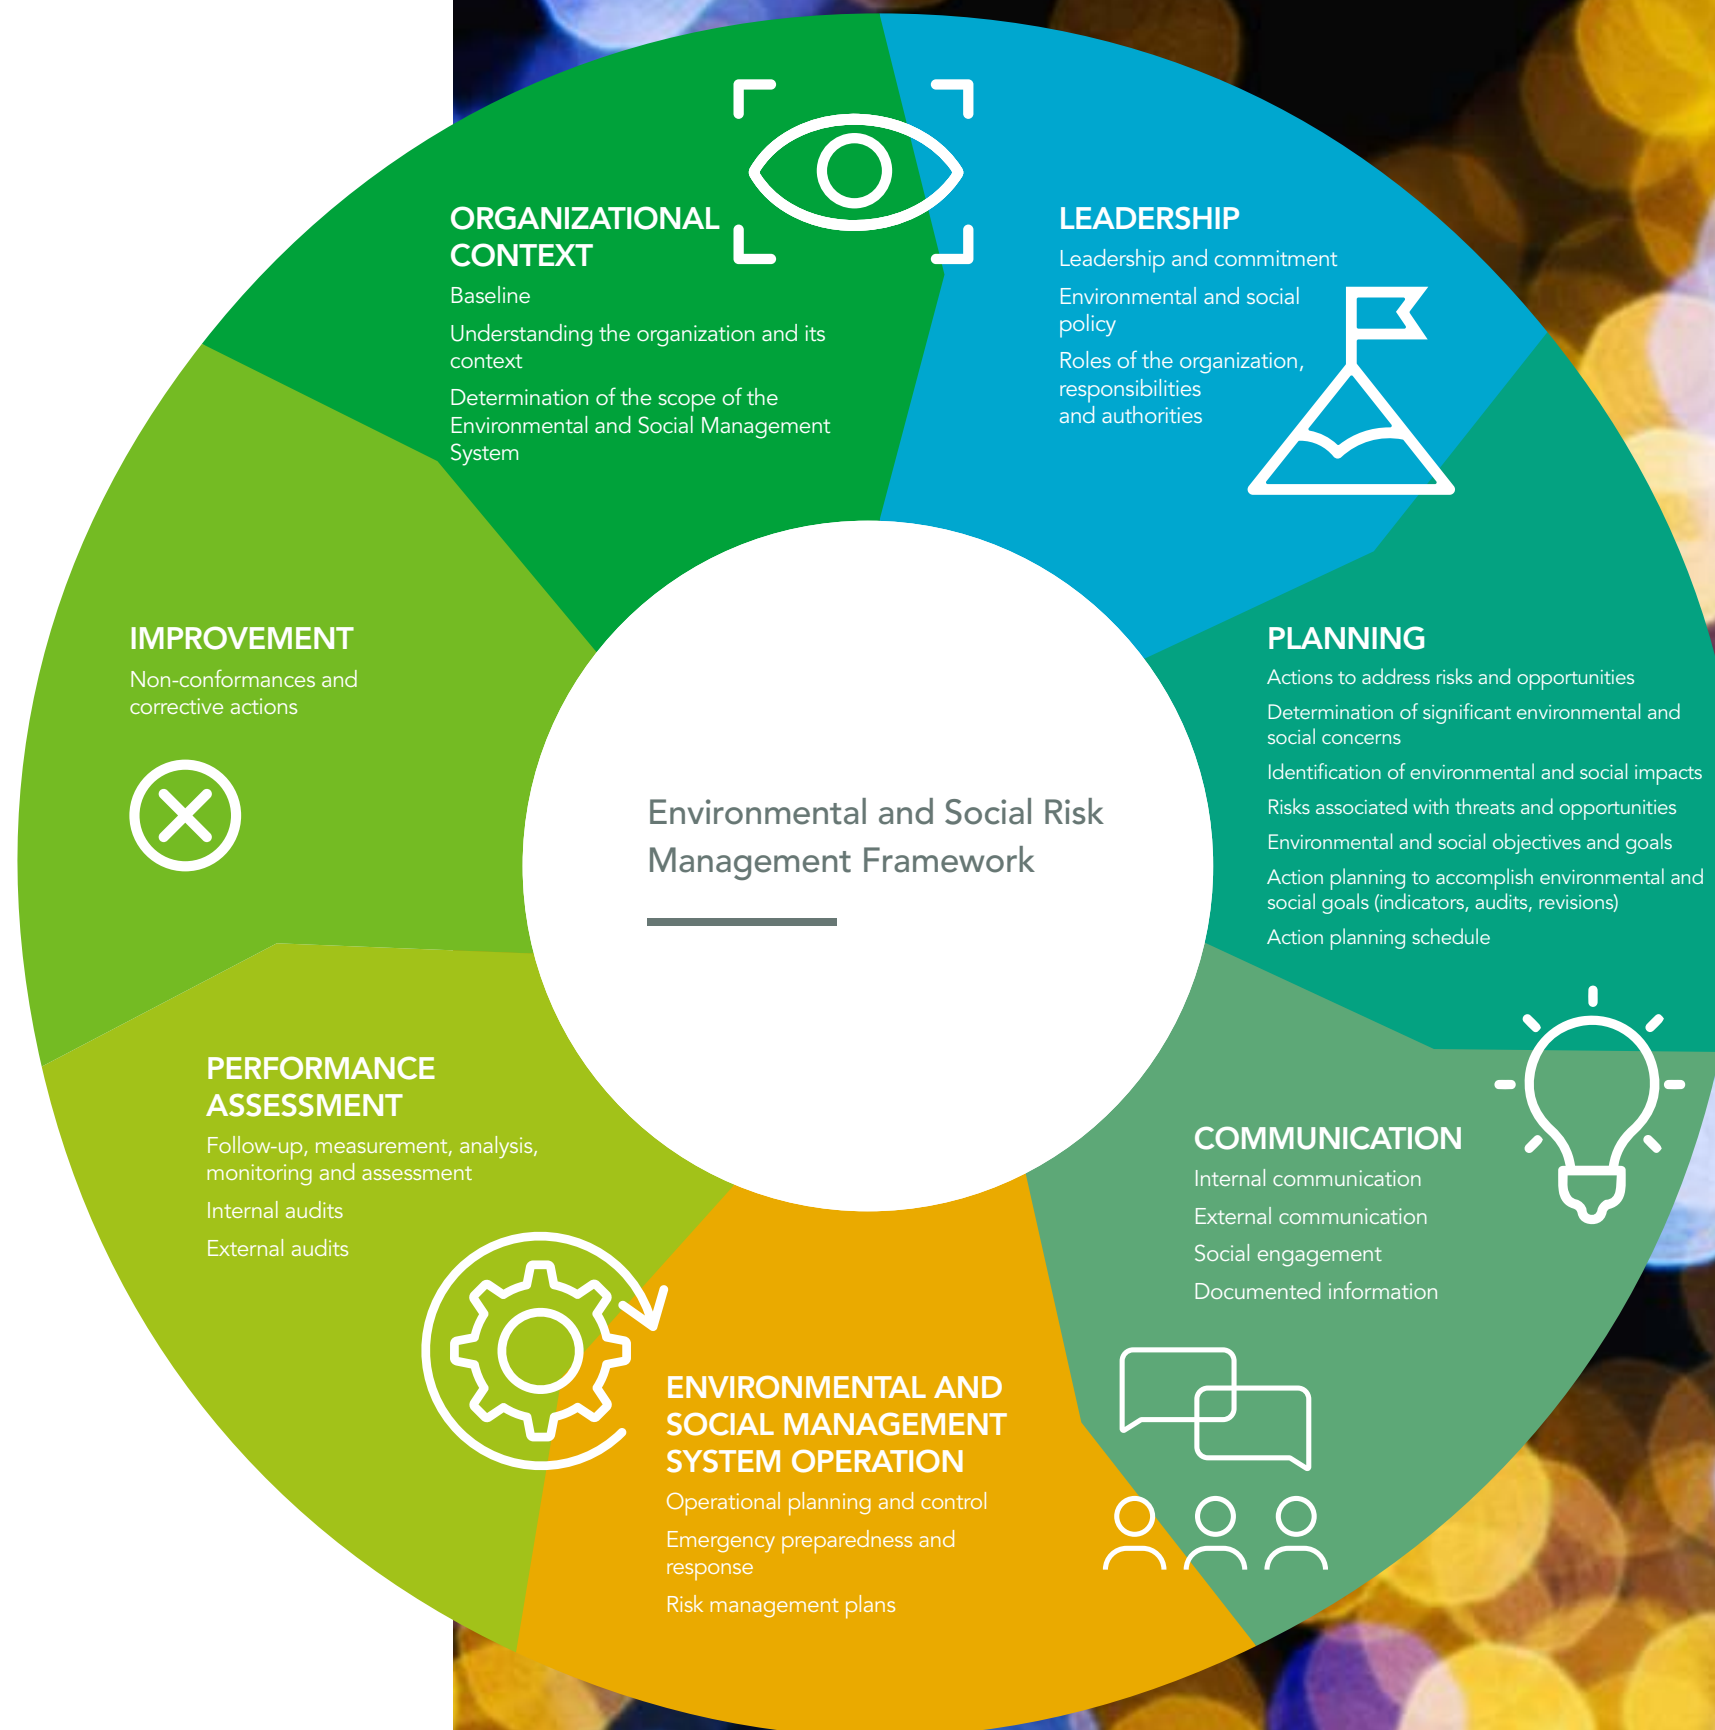 ORGANIZATIONAL
CONTEXT
Baseline
Understanding the organization and its
context
Determination of the scope of the
Environmental and Social Management
System
LEADERSHIP
Leadership and commitment
Environmental and social
policy
Roles of the organization,
responsibilities
and authorities
PLANNING
Actions to address risks and opportunities
Determination of significant environmental and
social concerns
Identification of environmental and social impacts
Risks associated with threats and opportunities
Environmental and social objectives and goals
Action planning to accomplish environmental and
social goals (indicators, audits, revisions)
Action planning schedule
COMMUNICATION
Internal communication
External communication
Social engagement
Documented information
ENVIRONMENTAL AND
SOCIAL MANAGEMENT
SYSTEM OPERATION
Operational planning and control
Emergency preparedness and
response
Risk management plans
PERFORMANCE
ASSESSMENT
Follow-up, measurement, analysis,
monitoring and assessment
Internal audits
External audits
IMPROVEMENT
Non-conformances and
corrective actions
Environmental and Social Risk
Management Framework